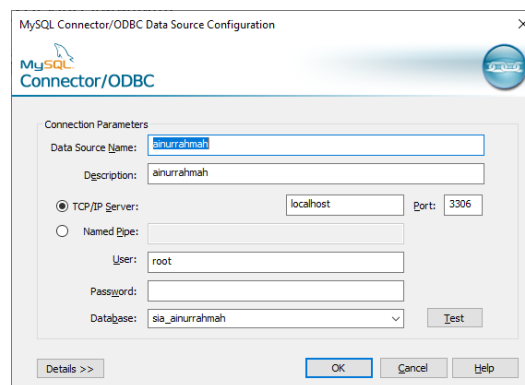 MySQL Connector/ODBC Data Source Configuration
MySQL
Connector/ODBC
Connection Parameters
Data Source Name: ainurrahmah
Description: ainurrahmah
TCP/IP Server: localhost Port: 3306
Named Pipe:
User: root
Password:
Database: sia_ainurrahmah Test
Details >> OK Cancel Help